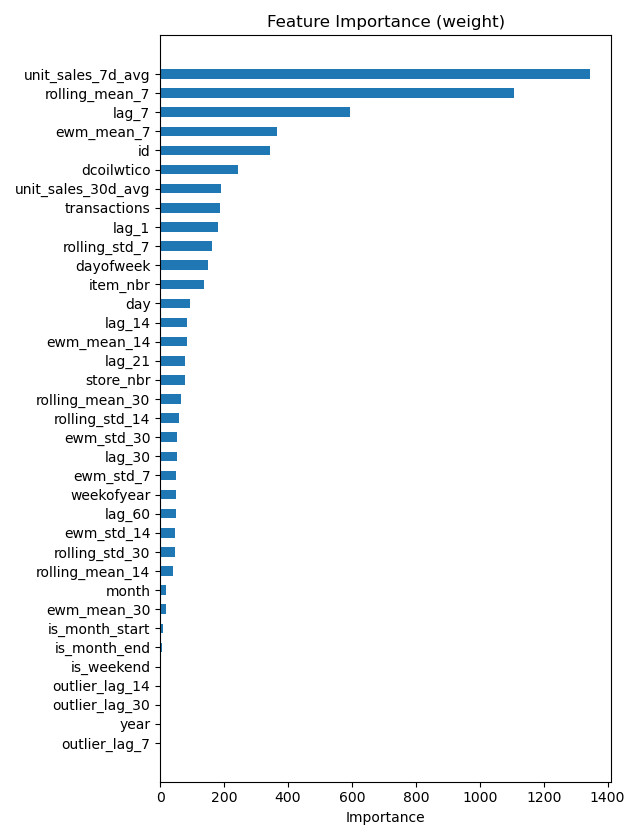 Feature Importance (weight)
unit_sales_7d_avg
rolling_mean_7
lag_7
ewm_mean_7
id
dcoilwtico
unit_sales_30d_avg
transactions
lag_1
rolling_std_7
dayofweek
item_nbr
day
lag_14
ewm_mean_14
lag_21
store_nbr
rolling_mean_30
rolling_std_14
ewm_std_30
lag_30
ewm_std_7
weekofyear
lag_60
ewm_std_14
rolling_std_30
rolling_mean_14
month
ewm_mean_30
is_month_start
is_month_end
is_weekend
outlier_lag_14
outlier_lag_30
year
outlier_lag_7
0 200 400 600 800 1000 1200 1400
Importance